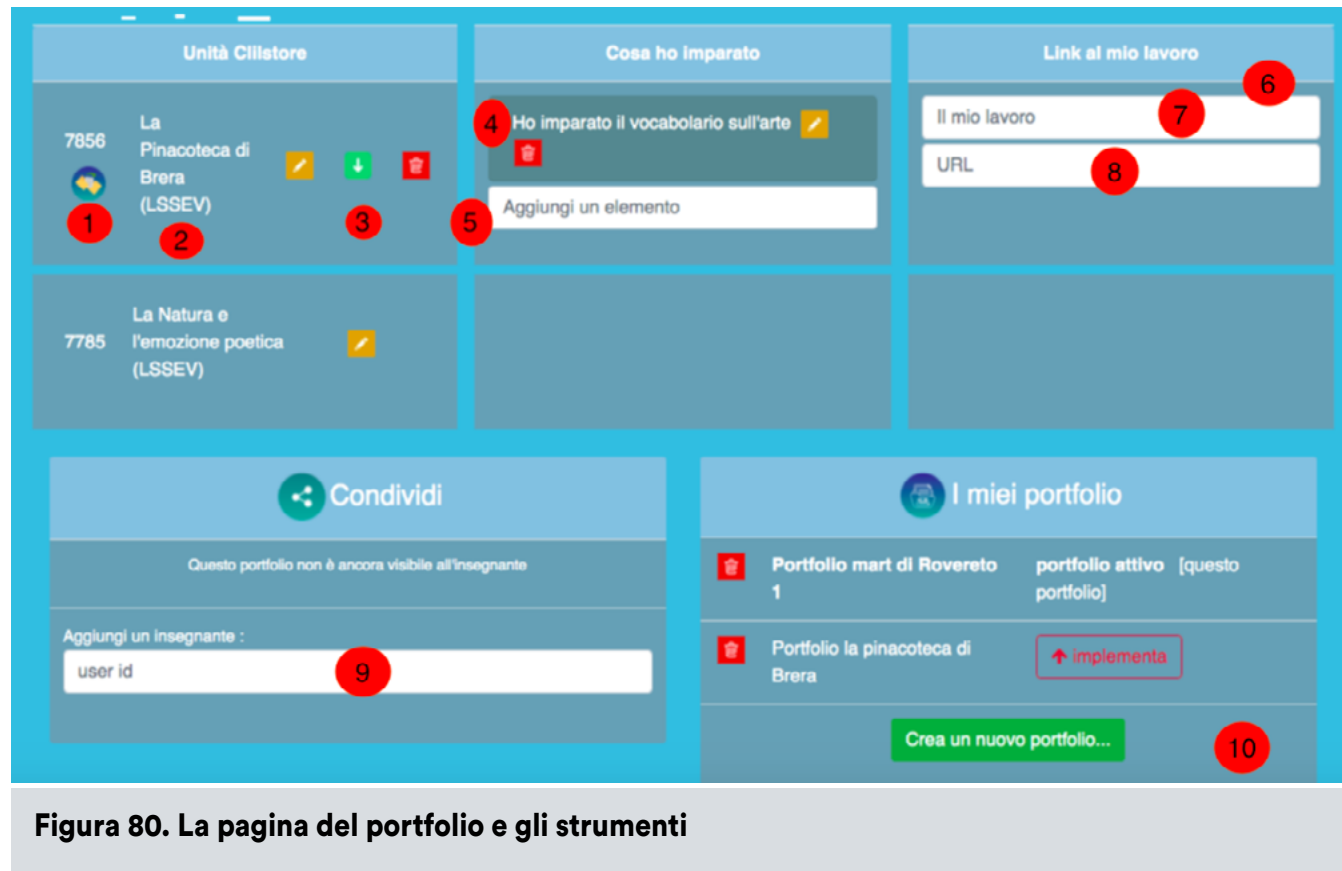 Unità Clilstore
Cosa ho imparato
Link al mio lavoro
6
7856
La
Pinacoteca di
Brera
(LSSEV)
1
2
3
4
Ho imparato il vocabolario sull'arte
5
Aggiungi un elemento
Il mio lavoro
7
URL
8
7785
La Natura e
l'emozione poetica
(LSSEV)
Condividi
Questo portfolio non è ancora visibile all'insegnante
Aggiungi un insegnante :
user id
9
I miei portfolio
Portfolio mart di Rovereto
1
portfolio attivo [questo
portfolio]
Portfolio la pinacoteca di
Brera
implementa
Crea un nuovo portfolio...
10
Figura 80. La pagina del portfolio e gli strumenti